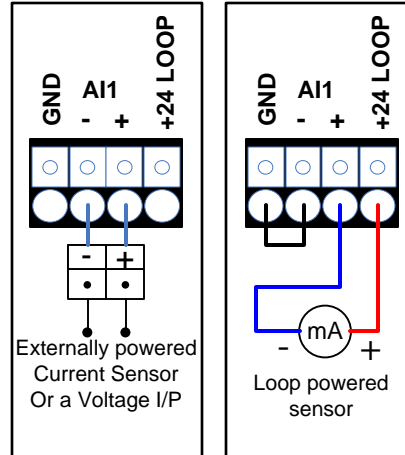 GND
AI1
- +
+24 LOOP
- +
Externally powered
Current Sensor
Or a Voltage I/P
GND
AI1
- +
+24 LOOP
mA
- +
Loop powered
sensor